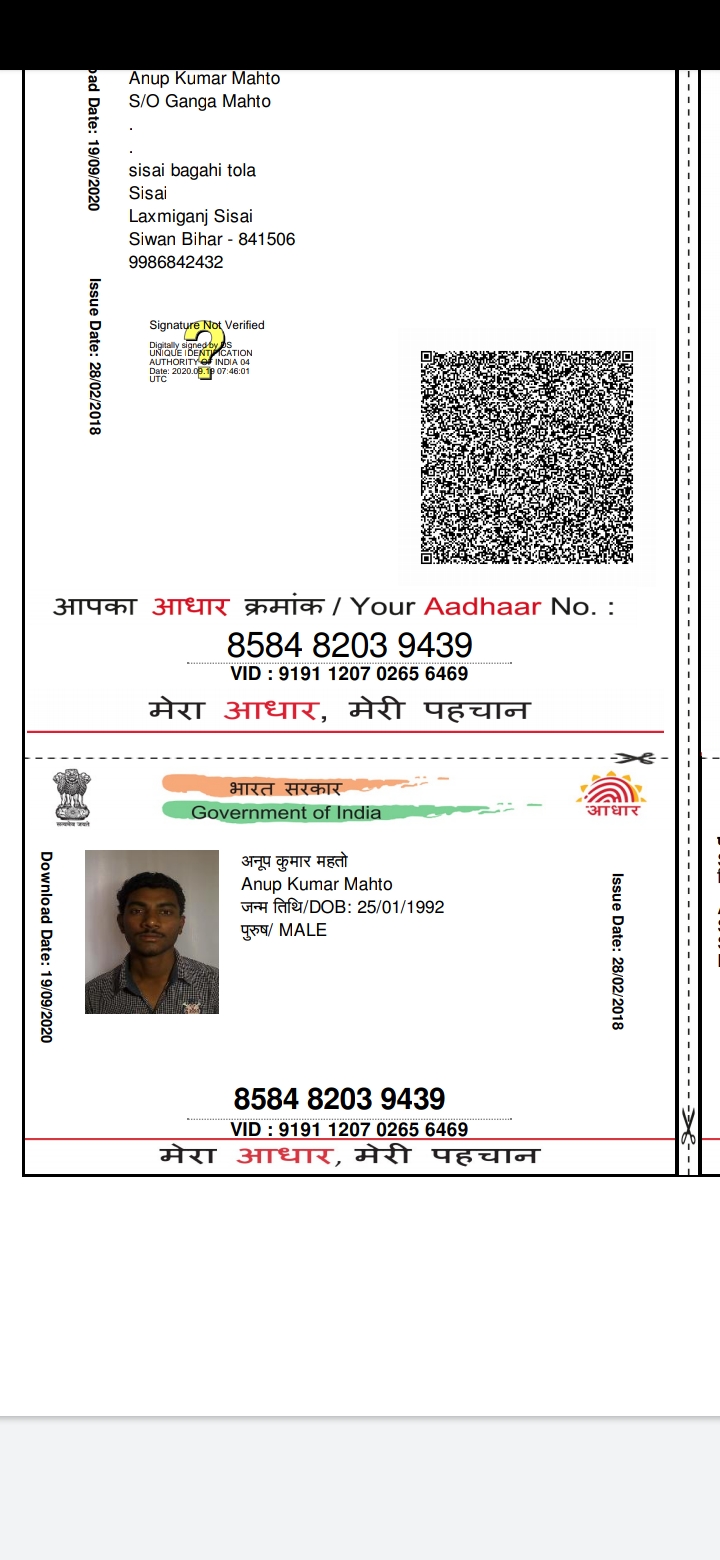 Anup Kumar Mahto
S/O Ganga Mahto
.
.
sisai bagahi tola
Sisai
Laxmiganj Sisai
Siwan Bihar - 841506
9986842432
oad Date: 19/09/2020
Issue Date: 28/02/2018
Signature Not Verified
Digitally signed by DS
UNIQUE IDENTIFICATION
AUTHORITY OF INDIA 04
Date: 2020.09.19 07:46:01
UTC
आपका आधार क्रमांक / Your Aadhaar No. :
8584 8203 9439
VID : 9191 1207 0265 6469
मेरा आधार, मेरी पहचान
सत्यमेव जयते
भारत सरकार
Government of India
आधार
Download Date: 19/09/2020
अनूप कुमार महतो
Anup Kumar Mahto
जन्म तिथि/DOB: 25/01/1992
पुरुष/ MALE
Issue Date: 28/02/2018
8584 8203 9439
VID : 9191 1207 0265 6469
मेरा आधार, मेरी पहचान